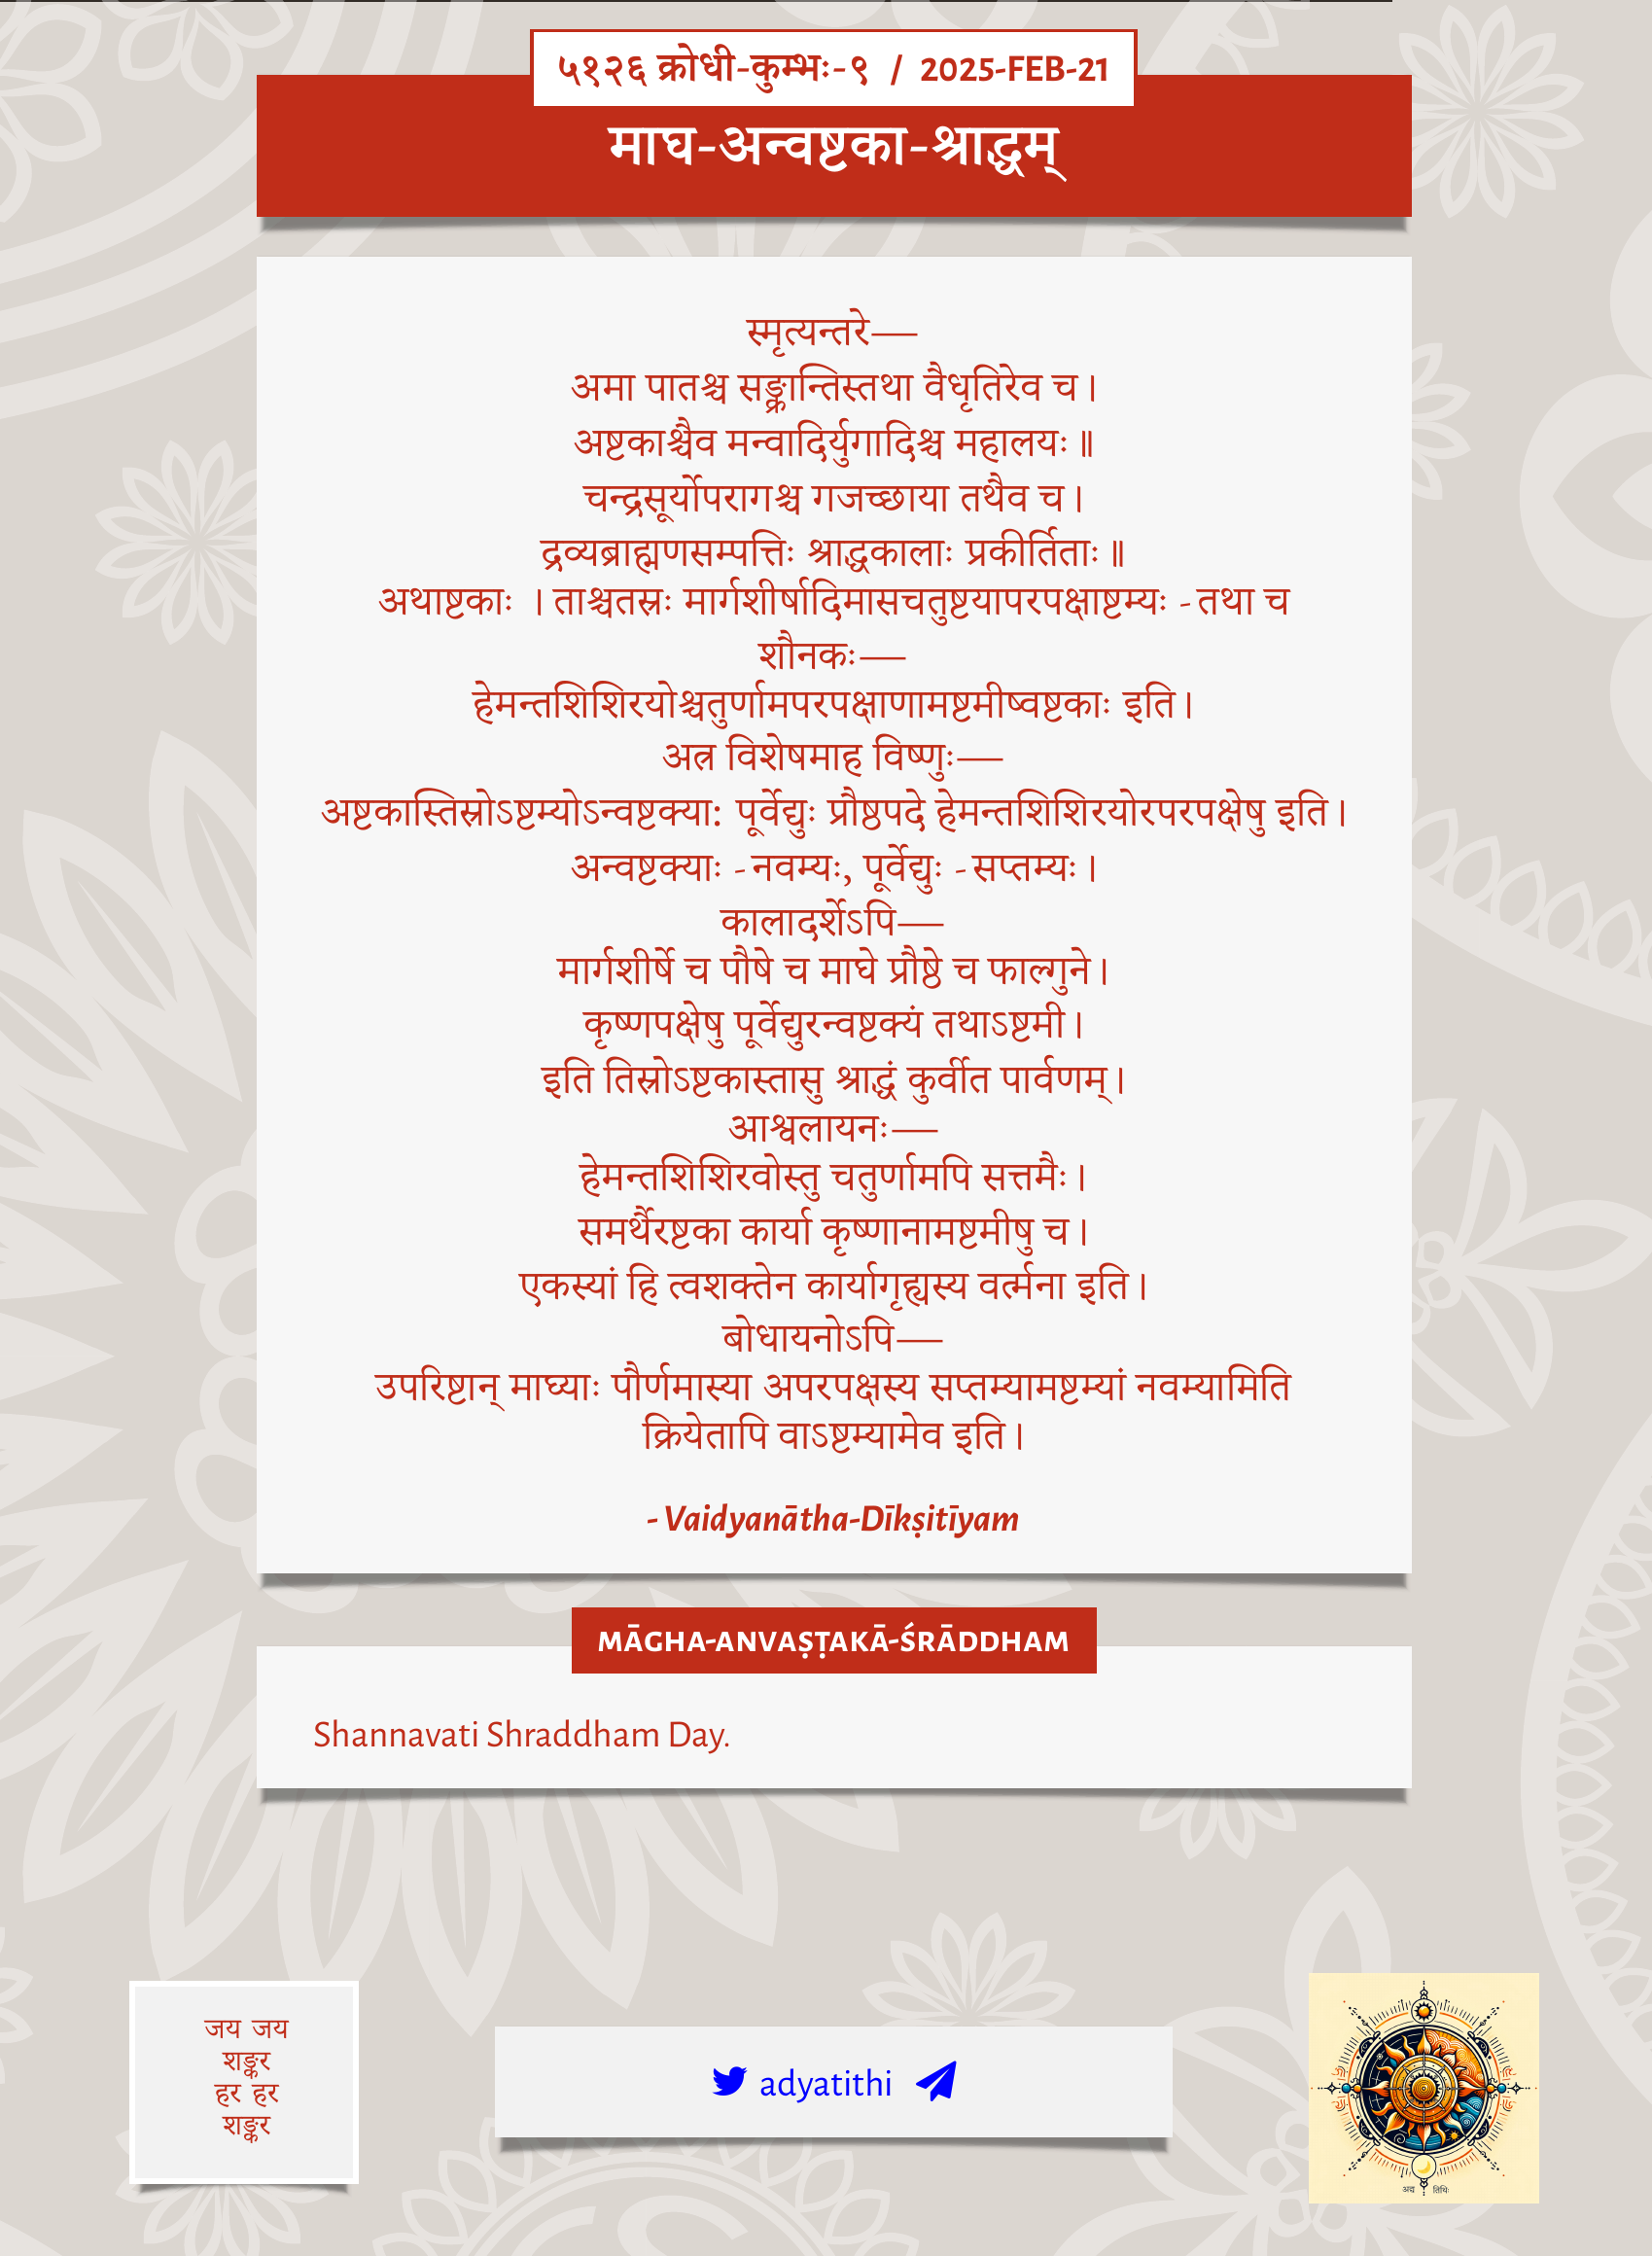 ५१२६ क्रोधी-कुम्भः-९ / 2025-FEB-21
माघ-अन्वष्टका-श्राद्धम्
स्मृत्यन्तरे—
अमा पातश्च सङ्क्रान्तिस्तथा वैधृतिरेव च।
अष्टकाश्चैव मन्वादिर्युगादिश्च महालयः॥
चन्द्रसूर्योपरागश्च गजच्छाया तथैव च।
द्रव्यब्राह्मणसम्पत्तिः श्राद्धकालाः प्रकीर्तिताः॥
अथाष्टकाः । ताश्चतस्रः मार्गशीर्षादिमासचतुष्टयापरपक्षाष्टम्यः - तथा च
शौनकः—
हेमन्तशिशिरयोश्चतुर्णामपरपक्षाणामष्टमीष्वष्टकाः इति।
अत्र विशेषमाह विष्णुः—
अष्टकास्तिस्रोऽष्टम्योऽन्वष्टक्या: पूर्वेद्युः प्रौष्ठपदे हेमन्तशिशिरयोरपरपक्षेषु इति।
अन्वष्टक्याः - नवम्यः, पूर्वेद्युः - सप्तम्यः।
कालादर्शेऽपि—
मार्गशीर्षे च पौषे च माघे प्रौष्ठे च फाल्गुने।
कृष्णपक्षेषु पूर्वेद्युरन्वष्टक्यं तथाऽष्टमी।
इति तिस्रोऽष्टकास्तासु श्राद्धं कुर्वीत पार्वणम्।
आश्वलायनः—
हेमन्तशिशिरवोस्तु चतुर्णामपि सत्तमैः।
समर्थैरष्टका कार्या कृष्णानामष्टमीषु च।
एकस्यां हि त्वशक्तेन कार्यागृह्यस्य वर्त्मना इति।
बोधायनोऽपि—
उपरिष्टान् माघ्याः पौर्णमास्या अपरपक्षस्य सप्तम्यामष्टम्यां नवम्यामिति
क्रियेतापि वाऽष्टम्यामेव इति।
- Vaidyanātha-Dīkṣitīyam
MĀGHA-ANVAṢṬAKĀ-ŚRĀDDHAM
Shannavati Shraddham Day.
जय जय
शङ्कर
हर हर
शङ्कर
adyatithi
अद्य तिथिः